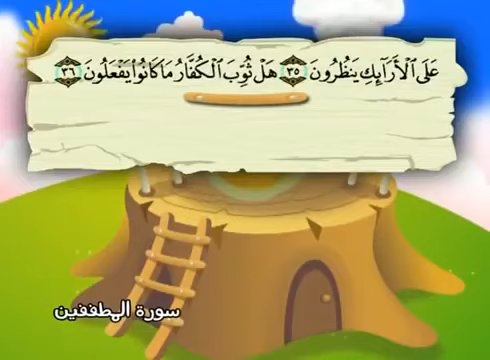 عَلَى ٱلْأَرَآئِكِ يَنظُرُونَ ٣٥ هَلْ ثُوِّبَ ٱلْكُفَّارُ مَا كَانُوا۟ يَفْعَلُونَ ٣٦
سورة المطففين